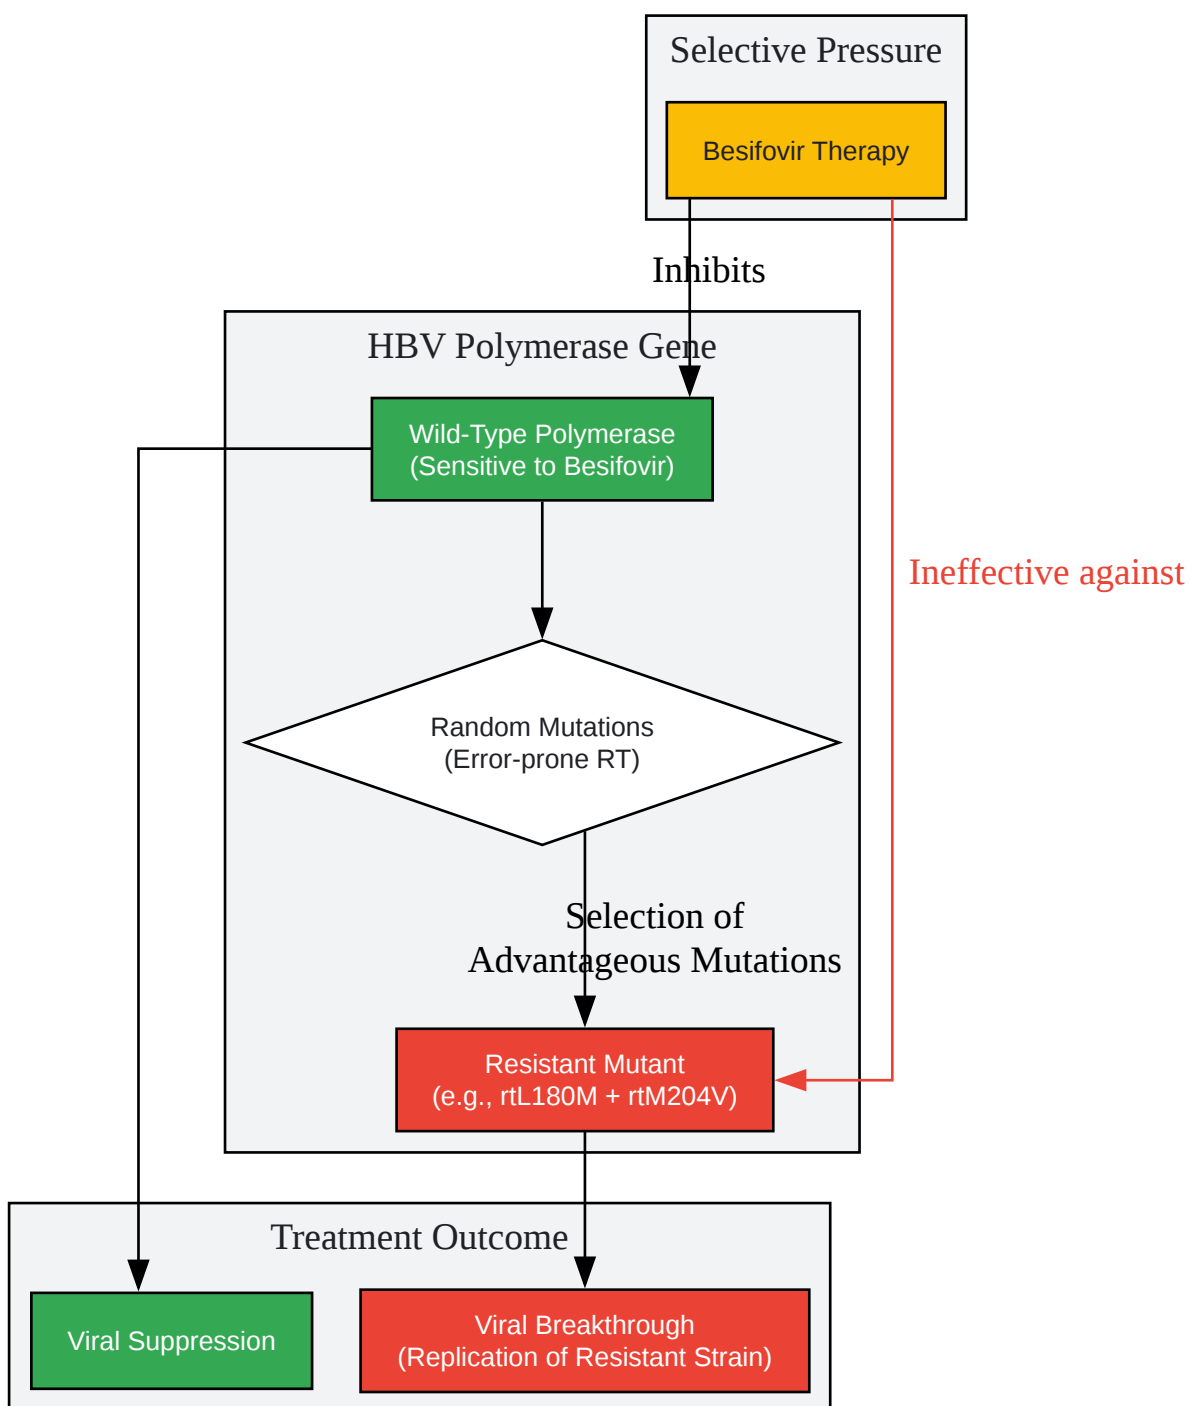 Selective Pressure
Besifovir Therapy
Inhibits
HBV Polymerase Gene
Wild-Type Polymerase
(Sensitive to Besifovir)
Ineffective against
Random Mutations
(Error-prone RT)
Selection of
Advantageous Mutations
Resistant Mutant
(e.g., rtL180M + rtM204V)
Treatment Outcome
Viral Suppression
Viral Breakthrough
(Replication of Resistant Strain)